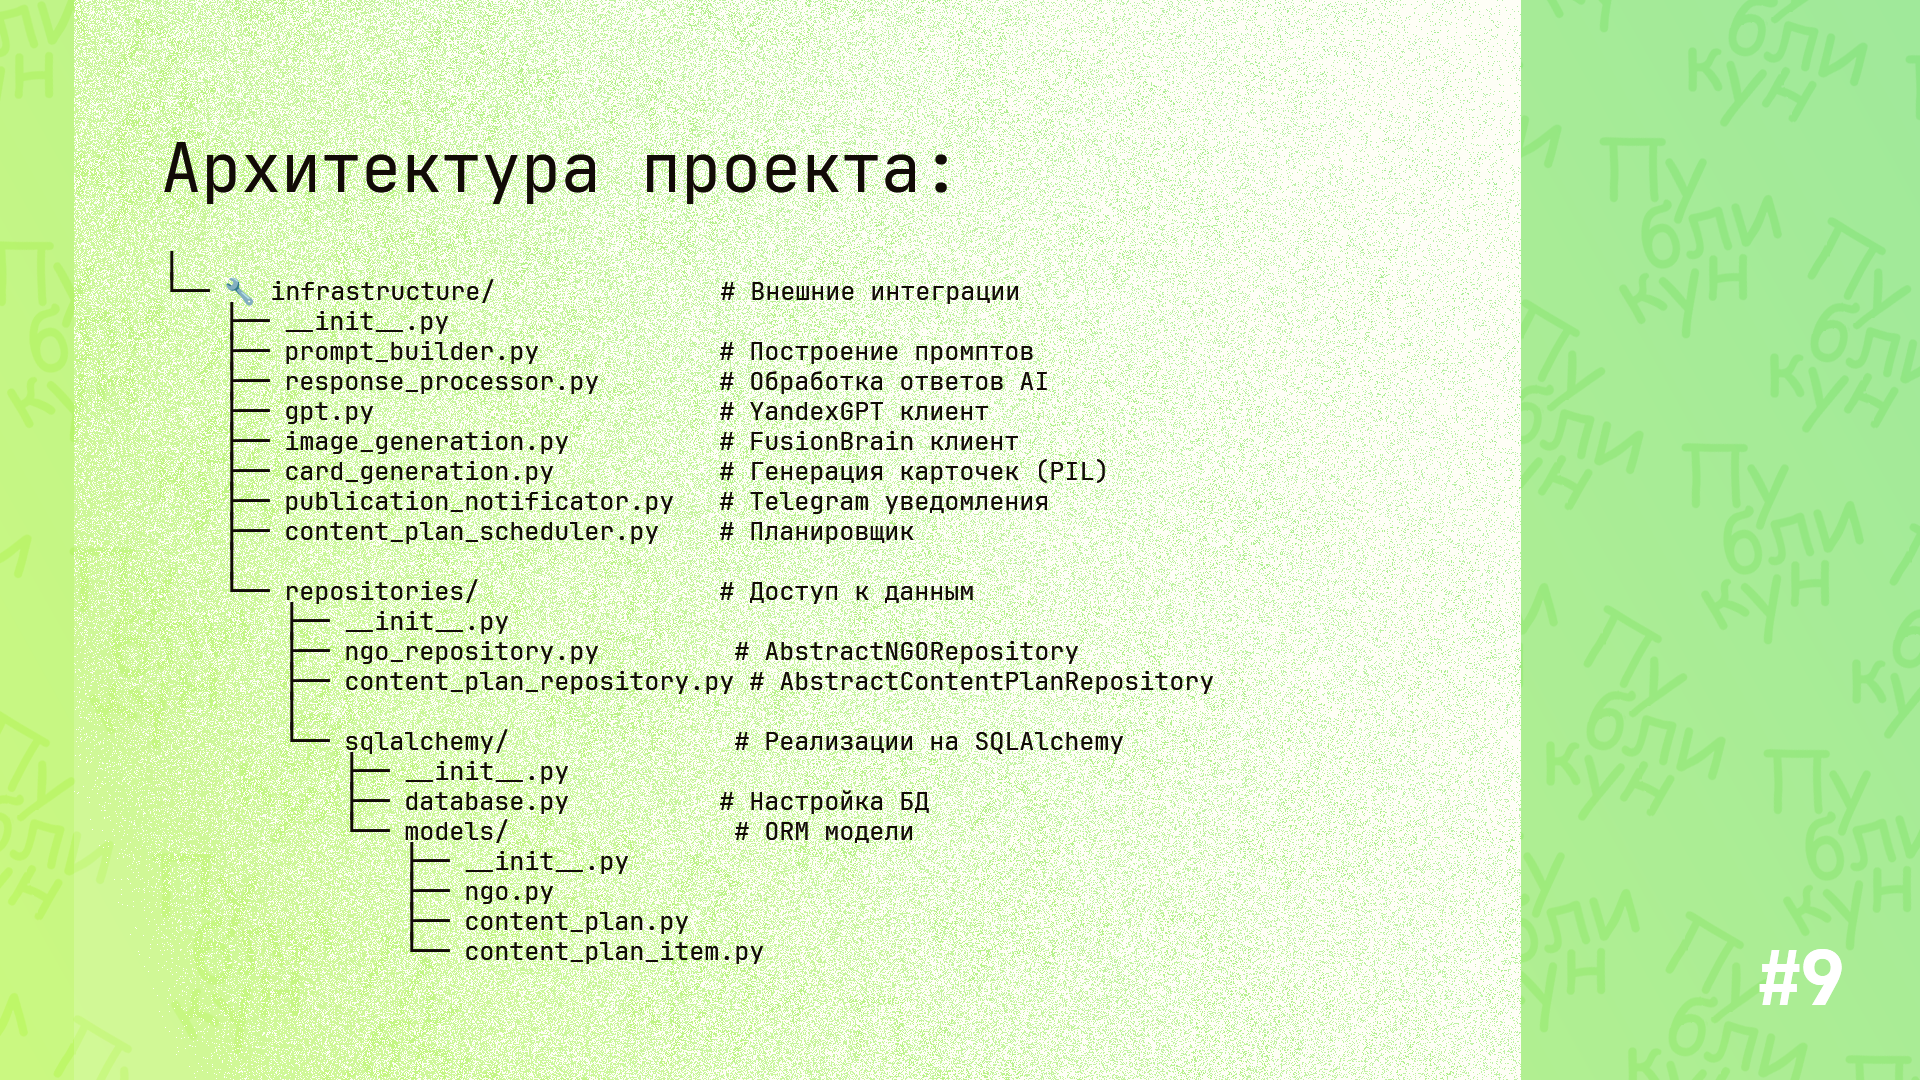 Архитектура проекта:
│
└── 🔧 infrastructure/ # Внешние интеграции
├── __init__.py
├── prompt_builder.py # Построение промптов
├── response_processor.py # Обработка ответов AI
├── gpt.py # YandexGPT клиент
├── image_generation.py # FusionBrain клиент
├── card_generation.py # Генерация карточек (PIL)
├── publication_notificator.py # Telegram уведомления
├── content_plan_scheduler.py # Планировщик
│
└── repositories/ # Доступ к данным
├── __init__.py
├── ngo_repository.py # AbstractNGORepository
├── content_plan_repository.py # AbstractContentPlanRepository
│
└── sqlalchemy/ # Реализации на SQLAlchemy
├── __init__.py
├── database.py # Настройка БД
└── models/ # ORM модели
├── __init__.py
├── ngo.py
├── content_plan.py
└── content_plan_item.py
#9
Пу
бли
кун